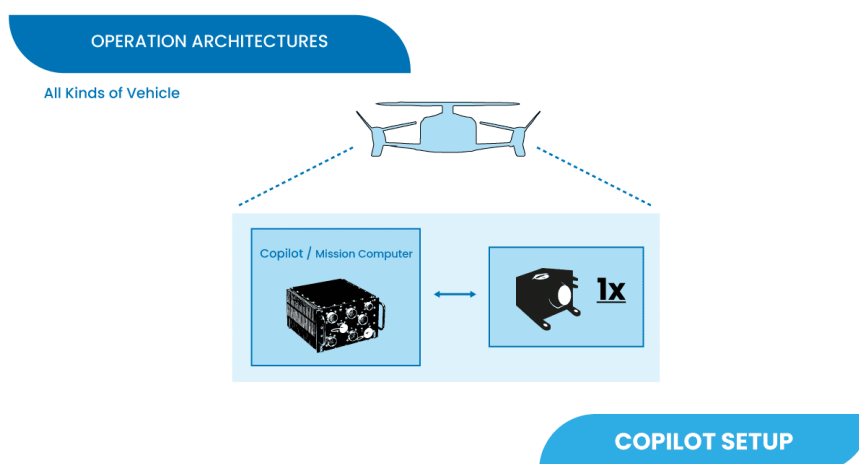 OPERATION ARCHITECTURES
All Kinds of Vehicle
Copilot / Mission Computer
1x
COPILOT SETUP